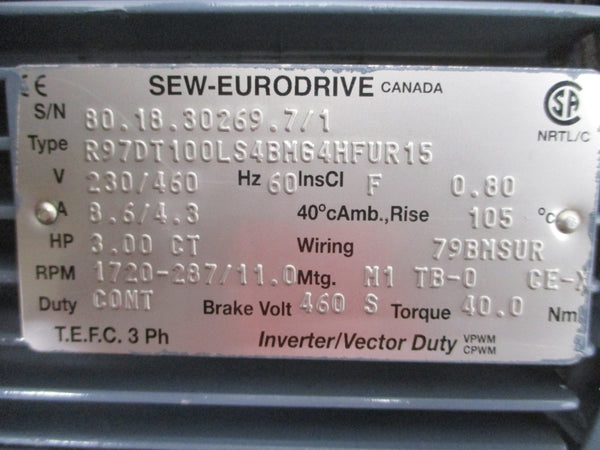 CE SEW-EURODRIVE CANADA
S/N 80.18.30269.7/1
NRTL/C
Type R97DT100LS4BMG4HFUR15
V 230/460 Hz 60 InsCl F 0.80
A 8.6/4.3 40°cAmb.,Rise 105 °c
HP 3.00 CT Wiring 79BMSUR
RPM 1720-287/11.0 Mtg. M1 TB-0 CE-X
Duty CONT Brake Volt 460 S Torque 40.0 Nm
T.E.F.C. 3 Ph Inverter/Vector Duty VPWM
CPWM